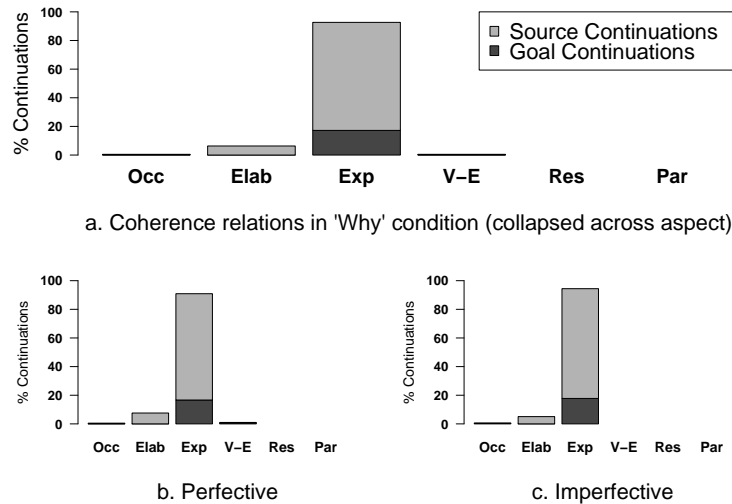 Source Continuations
Goal Continuations
% Continuations
100
80
60
40
20
0
Occ Elab Exp V–E Res Par
a. Coherence relations in 'Why' condition (collapsed across aspect)
% Continuations
100
80
60
40
20
0
Occ Elab Exp V–E Res Par
b. Perfective
% Continuations
100
80
60
40
20
0
Occ Elab Exp V–E Res Par
c. Imperfective